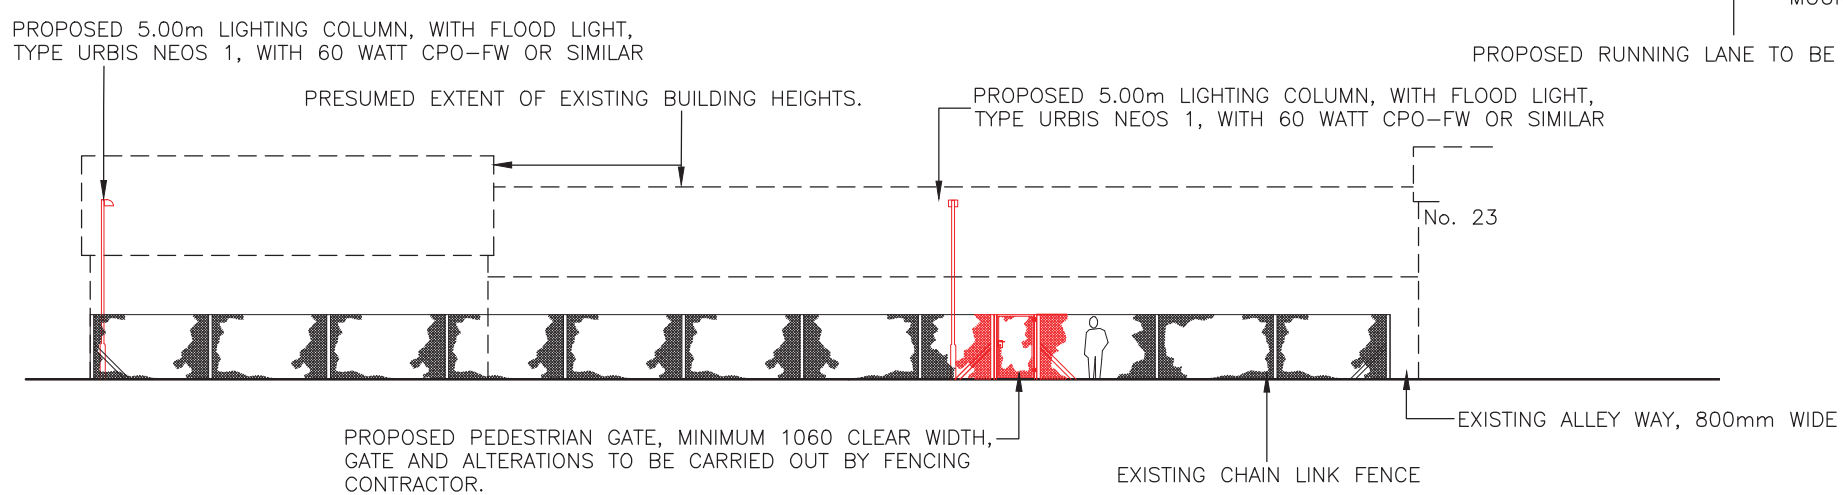 PROPOSED 5.00m LIGHTING COLUMN, WITH FLOOD LIGHT,
TYPE URBIS NEOS 1, WITH 60 WATT CPO-FW OR SIMILAR
PRESUMED EXTENT OF EXISTING BUILDING HEIGHTS.
PROPOSED RUNNING LANE TO BE
PROPOSED 5.00m LIGHTING COLUMN, WITH FLOOD LIGHT,
TYPE URBIS NEOS 1, WITH 60 WATT CPO-FW OR SIMILAR
No. 23
PROPOSED PEDESTRIAN GATE, MINIMUM 1060 CLEAR WIDTH,
GATE AND ALTERATIONS TO BE CARRIED OUT BY FENCING
CONTRACTOR.
EXISTING CHAIN LINK FENCE
EXISTING ALLEY WAY, 800mm WIDE